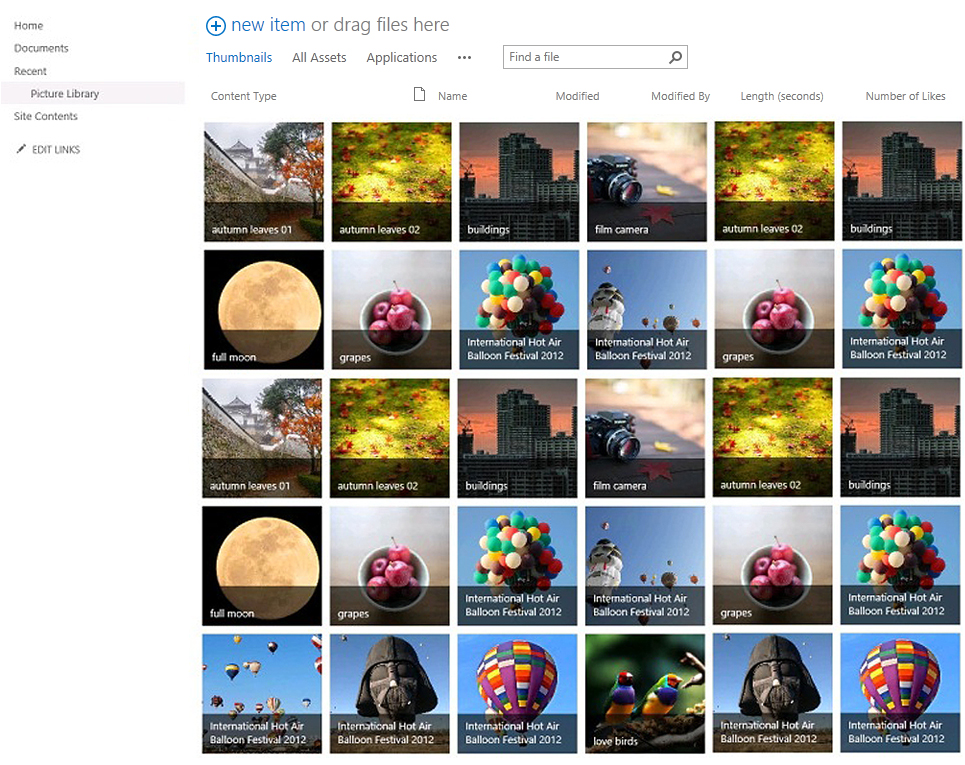 Home
Documents
Recent
Picture Library
Site Contents
EDIT LINKS
new item or drag files here
Thumbnails All Assets Applications ••• Find a file
Content Type Name Modified Modified By Length (seconds) Number of Likes
autumn leaves 01 autumn leaves 02 buildings film camera autumn leaves 02 buildings
full moon grapes International Hot Air International Hot Air grapes International Hot Air
Balloon Festival 2012 Balloon Festival 2012 Balloon Festival 2012
autumn leaves 01 autumn leaves 02 buildings film camera autumn leaves 02 buildings
full moon grapes International Hot Air International Hot Air grapes International Hot Air
Balloon Festival 2012 Balloon Festival 2012 Balloon Festival 2012
International Hot Air International Hot Air International Hot Air love birds International Hot Air International Hot Air
Balloon Festival 2012 Balloon Festival 2012 Balloon Festival 2012 Balloon Festival 2012 Balloon Festival 2012